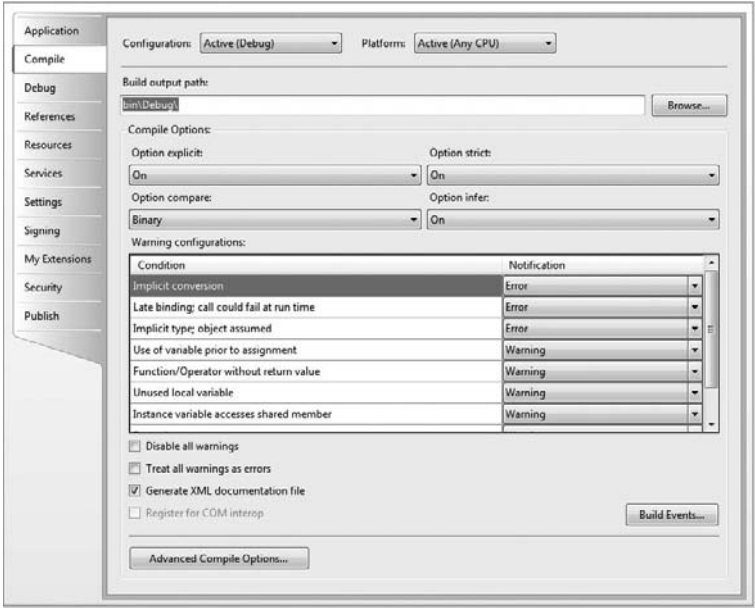 Application
Compile
Debug
References
Resources
Services
Settings
Signing
My Extensions
Security
Publish
Configuration: Active (Debug) Platform: Active (Any CPU)
Build output path:
bin\Debug\ Browse...
Compile Options:
Option explicit: Option strict:
On On
Option compare: Option infer:
Binary On
Warning configurations:
Condition Notification
Implicit conversion Error
Late binding; call could fail at run time Error
Implicit type; object assumed Error
Use of variable prior to assignment Warning
Function/Operator without return value Warning
Unused local variable Warning
Instance variable accesses shared member Warning
Disable all warnings
Treat all warnings as errors
Generate XML documentation file
Register for COM interop Build Events...
Advanced Compile Options...